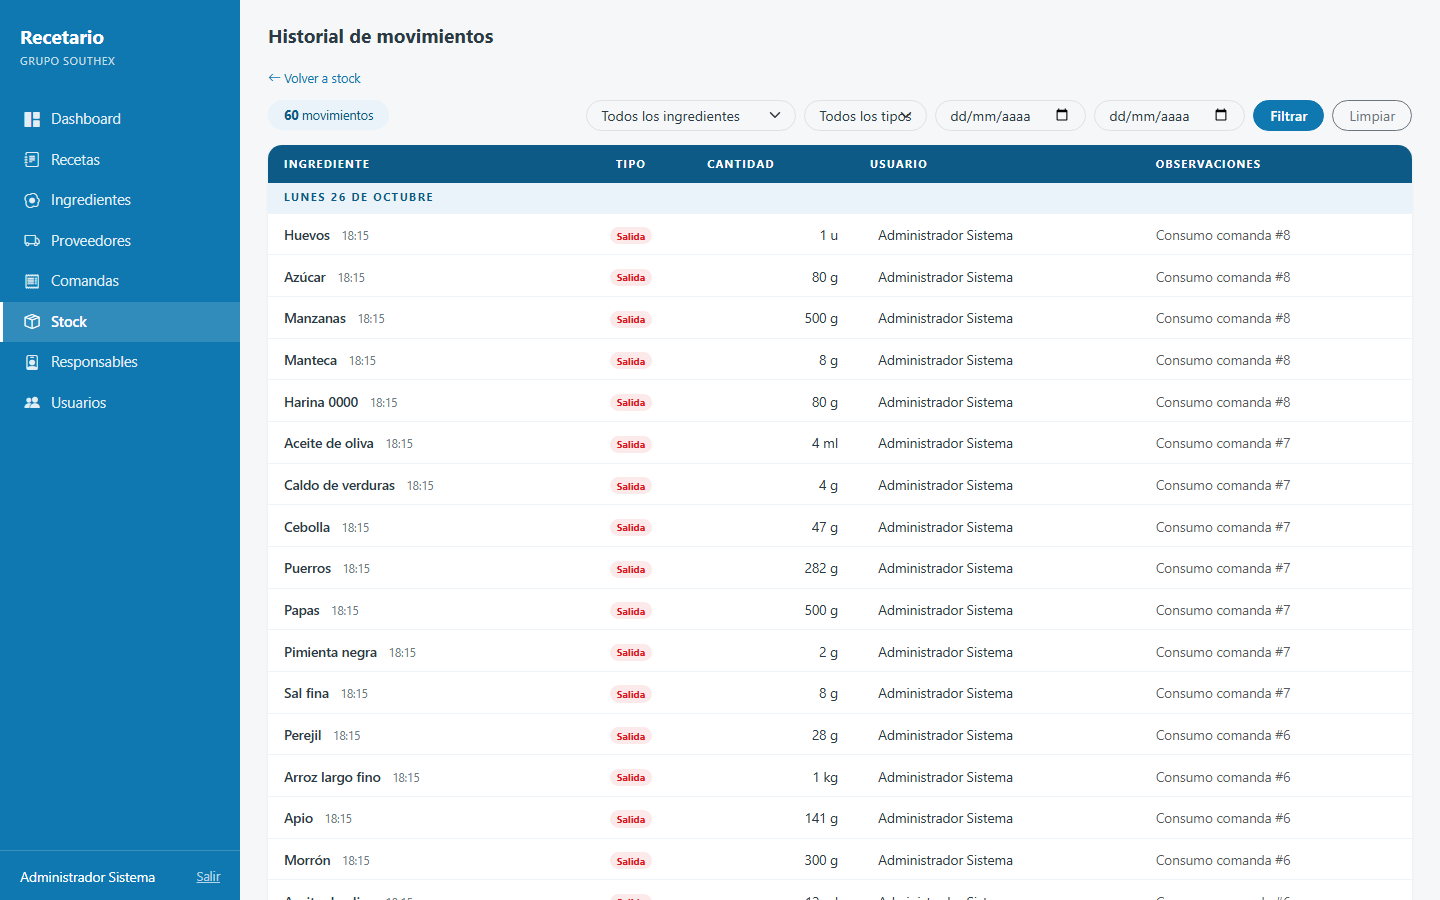 Recetario
GRUPO SOUTHEX
Dashboard
Recetas
Ingredientes
Proveedores
Comandas
Stock
Responsables
Usuarios
Administrador Sistema Salir
Historial de movimientos
← Volver a stock
60 movimientos Todos los ingredientes Todos los tipos dd/mm/aaaa dd/mm/aaaa Filtrar Limpiar
INGREDIENTE TIPO CANTIDAD USUARIO OBSERVACIONES
LUNES 26 DE OCTUBRE
Huevos 18:15 Salida 1 u Administrador Sistema Consumo comanda #8
Azúcar 18:15 Salida 80 g Administrador Sistema Consumo comanda #8
Manzanas 18:15 Salida 500 g Administrador Sistema Consumo comanda #8
Manteca 18:15 Salida 8 g Administrador Sistema Consumo comanda #8
Harina 0000 18:15 Salida 80 g Administrador Sistema Consumo comanda #8
Aceite de oliva 18:15 Salida 4 ml Administrador Sistema Consumo comanda #7
Caldo de verduras 18:15 Salida 4 g Administrador Sistema Consumo comanda #7
Cebolla 18:15 Salida 47 g Administrador Sistema Consumo comanda #7
Puerros 18:15 Salida 282 g Administrador Sistema Consumo comanda #7
Papas 18:15 Salida 500 g Administrador Sistema Consumo comanda #7
Pimienta negra 18:15 Salida 2 g Administrador Sistema Consumo comanda #7
Sal fina 18:15 Salida 8 g Administrador Sistema Consumo comanda #7
Perejil 18:15 Salida 28 g Administrador Sistema Consumo comanda #6
Arroz largo fino 18:15 Salida 1 kg Administrador Sistema Consumo comanda #6
Apio 18:15 Salida 141 g Administrador Sistema Consumo comanda #6
Morrón 18:15 Salida 300 g Administrador Sistema Consumo comanda #6